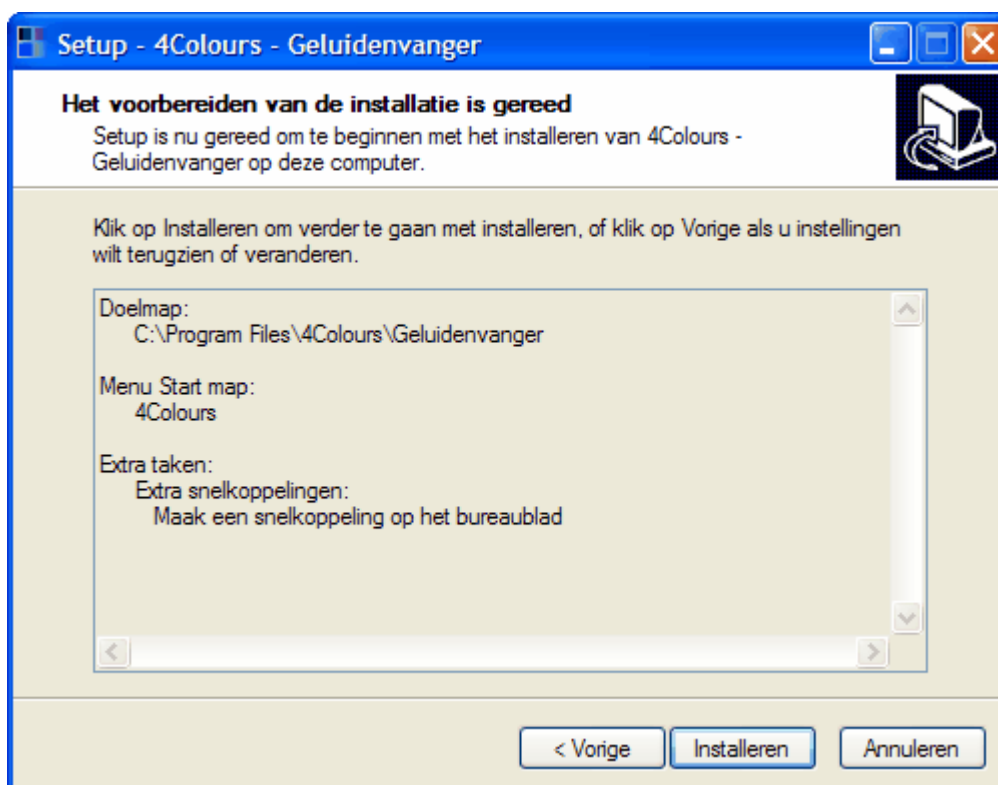 Setup - 4Colours - Geluidenvanger
Het voorbereiden van de installatie is gereed
Setup is nu gereed om te beginnen met het installeren van 4Colours -
Geluidenvanger op deze computer.
Klik op Installeren om verder te gaan met installeren, of klik op Vorige als u instellingen
wilt terugzien of veranderen.
Doelmap:
C:\Program Files\4Colours\Geluidenvanger
Menu Start map:
4Colours
Extra taken:
Extra snelkoppelingen:
Maak een snelkoppeling op het bureaublad
< Vorige
Installeren
Annuleren